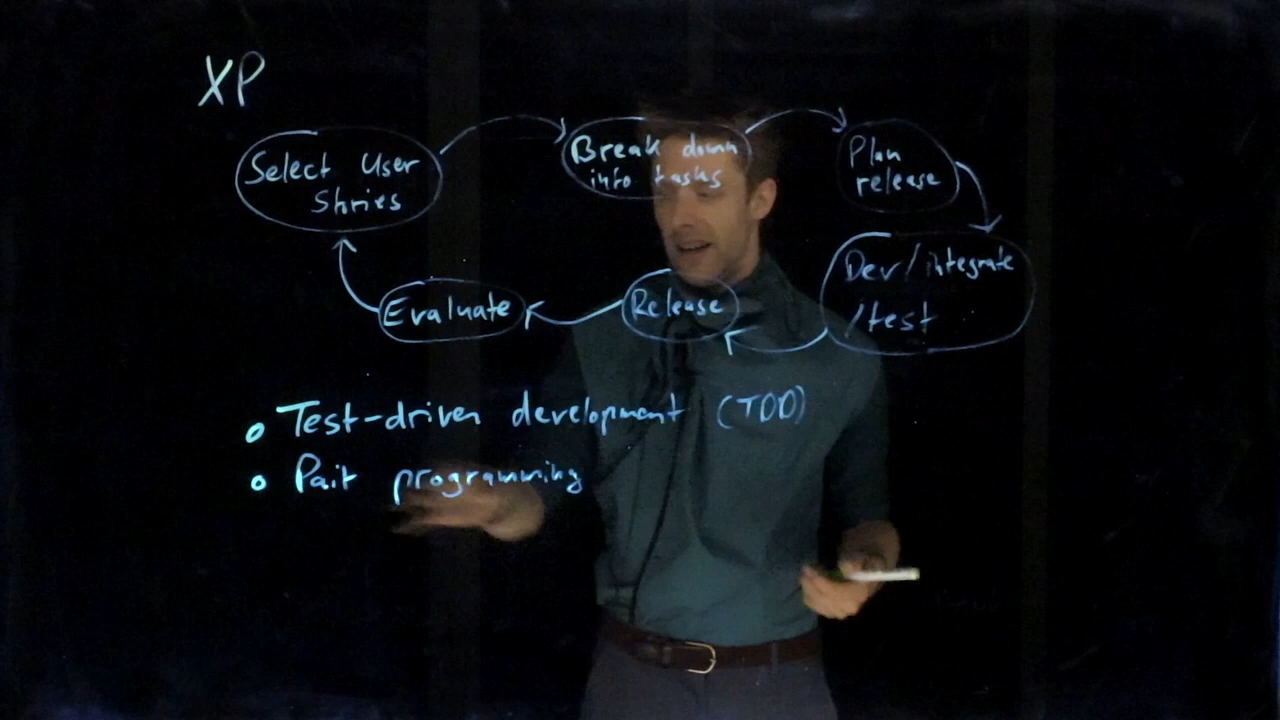 XP
Select User
Stories
Break down
into tasks
Plan
release
Dev/integrate
/test
Release
Evaluate
Test-driven development (TDD)
Pair programming